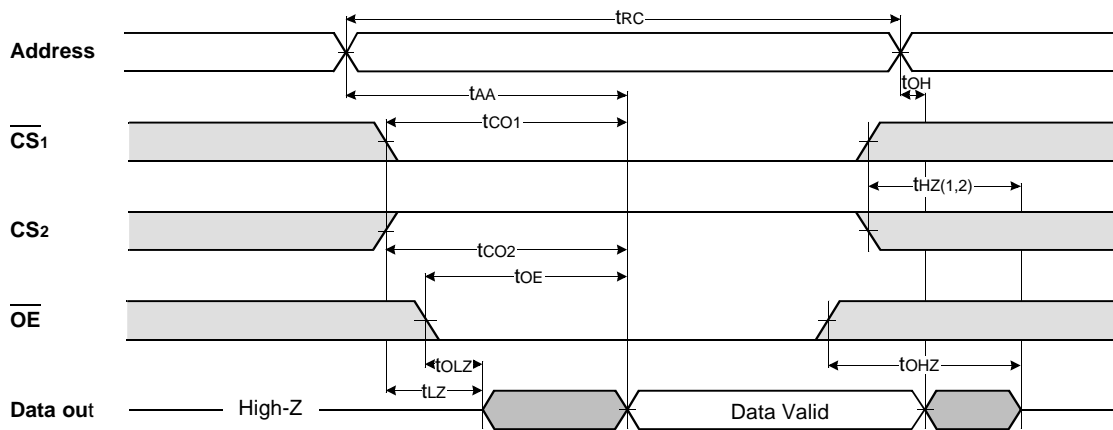 tRC
Address
tOH
tAA
tCO1
CS1
tHZ(1,2)
CS2
tCO2
tOE
OE
tOLZ
tOHZ
tLZ
Data out
High-Z
Data Valid